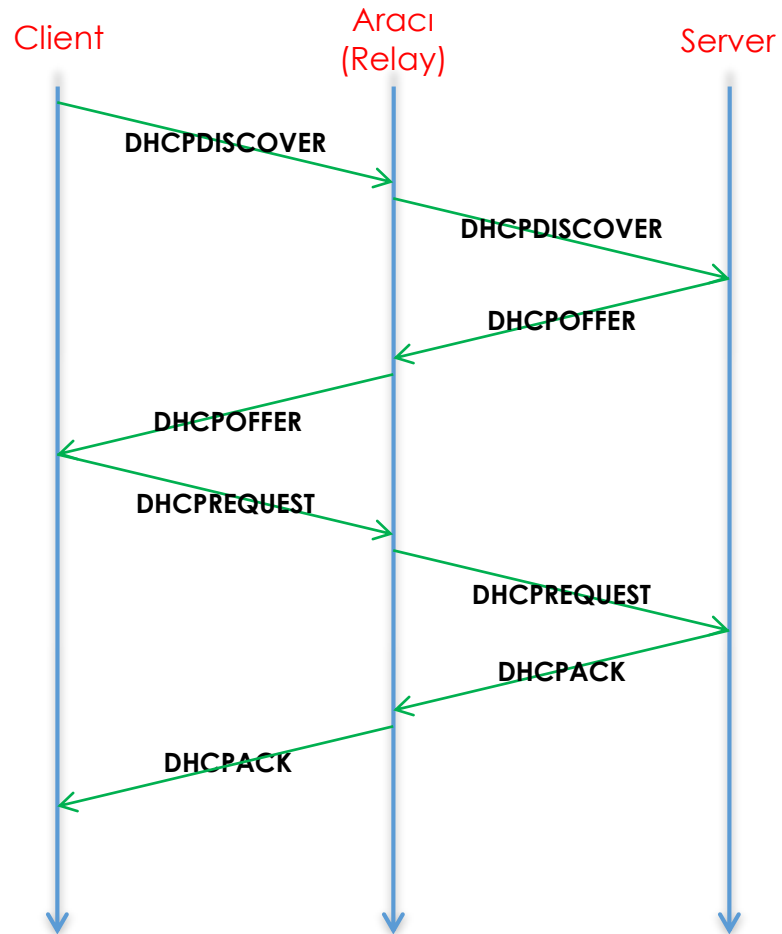 Client
Aracı
(Relay)
Server
DHCPDISCOVER
DHCPDISCOVER
DHCPOFFER
DHCPOFFER
DHCPREQUEST
DHCPREQUEST
DHCPACK
DHCPACK